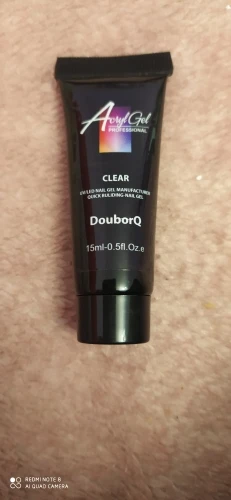 AcrylGel
PROFESSIONAL
CLEAR
UV/LED NAIL GEL MANUFACTURED
QUICK BULIDING NAIL GEL
DouborQ
15ml-0.5fl.Oz.e
REDMI NOTE 8
AI QUAD CAMERA